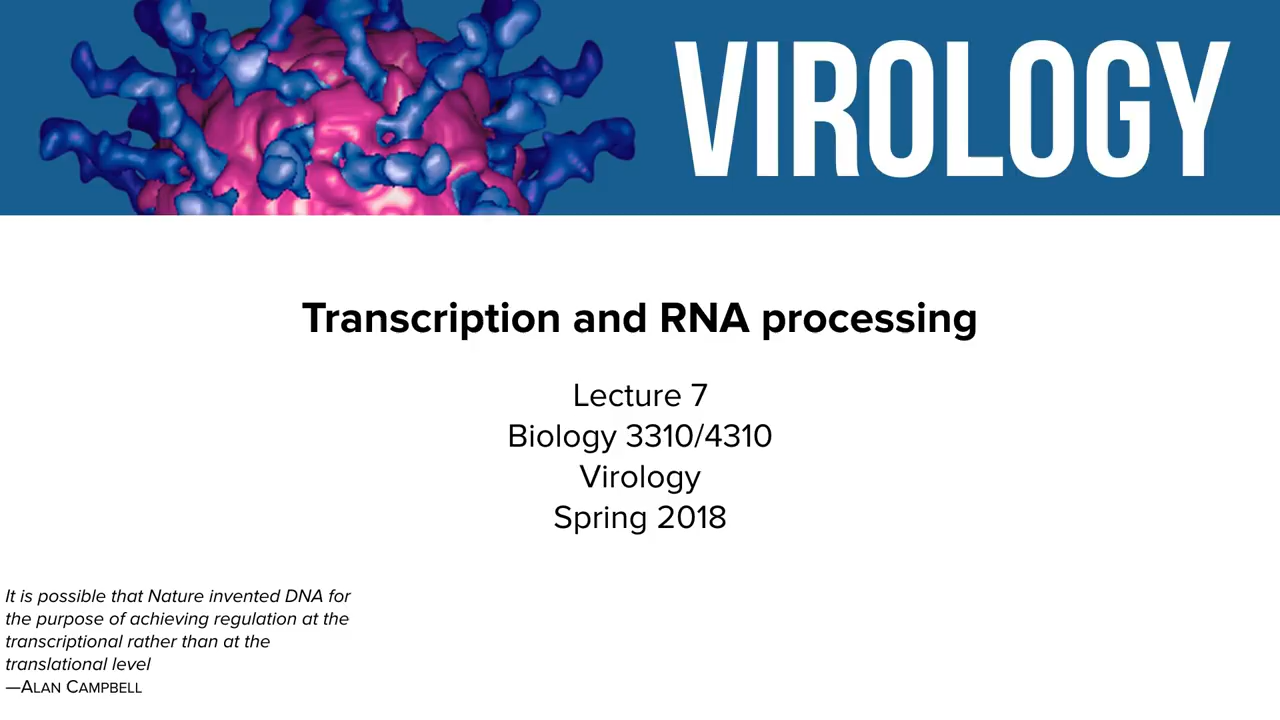 VIROLOGY
Transcription and RNA processing
Lecture 7
Biology 3310/4310
Virology
Spring 2018
It is possible that Nature invented DNA for
the purpose of achieving regulation at the
transcriptional rather than at the
translational level
—ALAN CAMPBELL